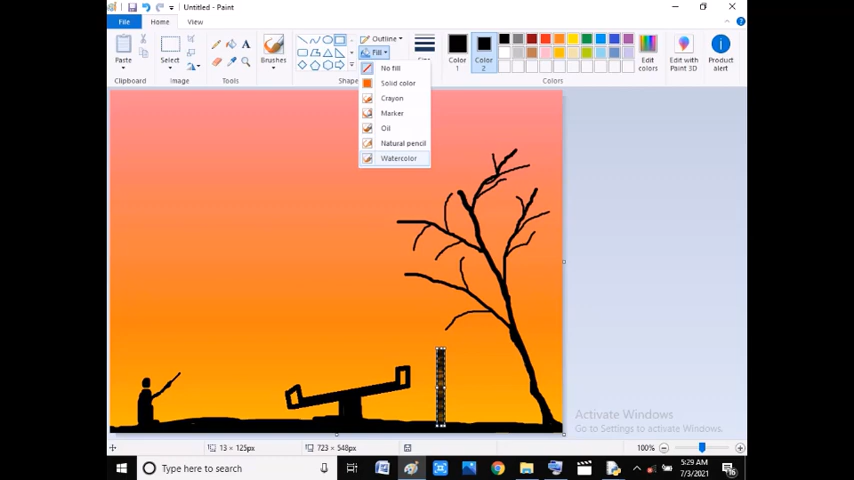 Untitled - Paint
File
Home
View
Paste
Select
Brushes
Outline
Fill
Color
1
Color
2
Edit
colors
Edit with
Paint 3D
Product
alert
Clipboard
Image
Tools
Colors
No fill
Solid color
Crayon
Marker
Oil
Natural pencil
Watercolor
Activate Windows
Go to Settings to activate Windows.
13 × 125px
723 × 548px
100%
Type here to search
5:29 AM
7/3/2021